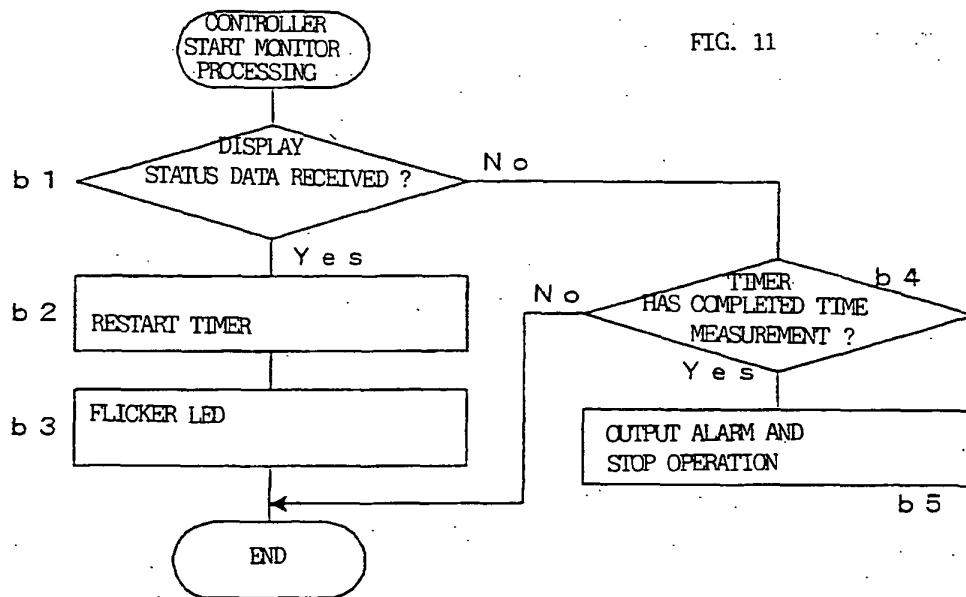 FIG. 11
CONTROLLER
START MONITOR
PROCESSING
b 1
DISPLAY
STATUS DATA RECEIVED ?
No
Yes
b 2
RESTART TIMER
b 3
FLICKER LED
END
b 4
TIMER
HAS COMPLETED TIME
MEASUREMENT ?
No
Yes
OUTPUT ALARM AND
STOP OPERATION
b 5